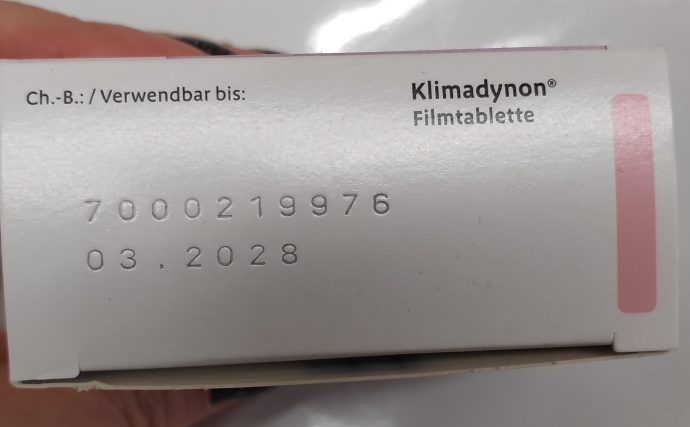 Ch.-B.: / Verwendbar bis:
Klimadynon®
Filmtablette
7000219976
03.2028